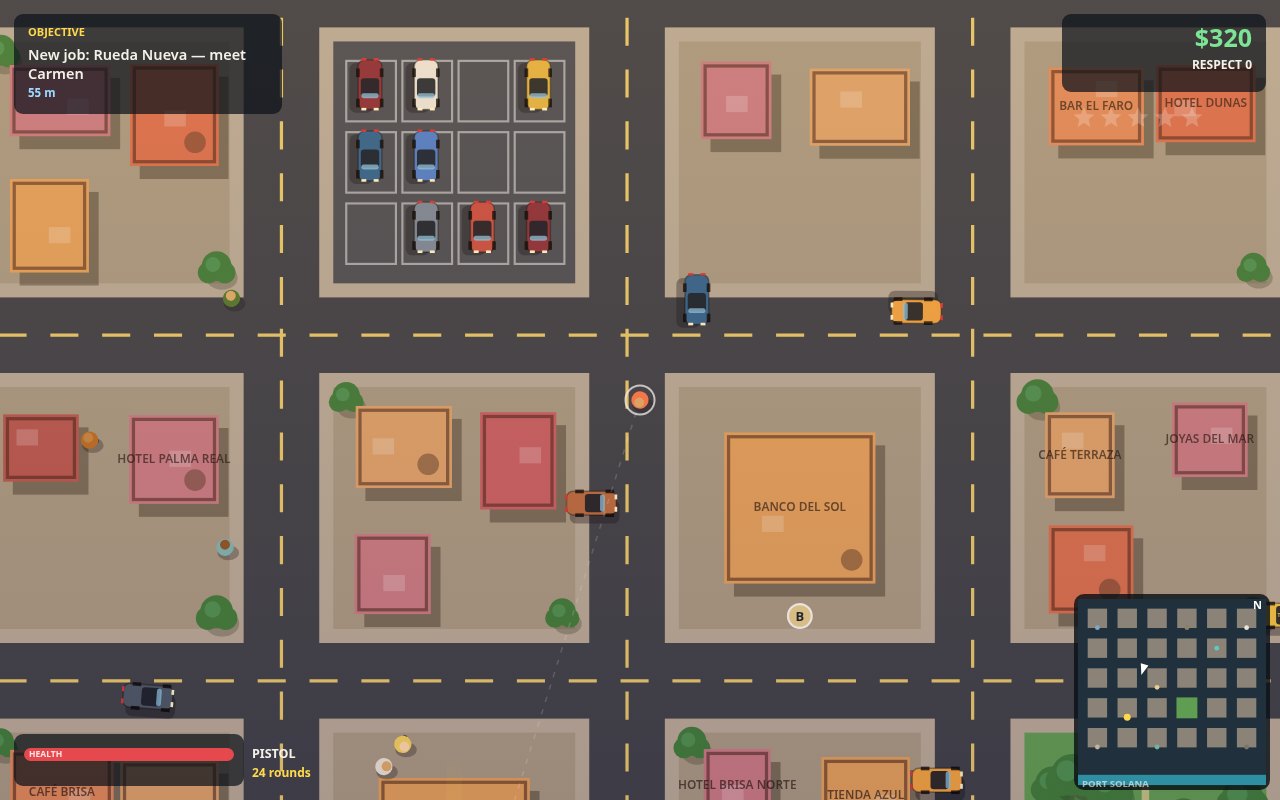 OBJECTIVE
New job: Rueda Nueva — meet
Carmen
55 m
$320
RESPECT 0
BAR EL FARO
HOTEL DUNAS
HOTEL PALMA REAL
JOYAS DEL MAR
CAFÉ TERRAZA
BANCO DEL SOL
B
N
HEALTH
PISTOL
24 rounds
CAFÉ BRISA
HOTEL BRISA NORTE
TIENDA AZUL
PORT SOLANA